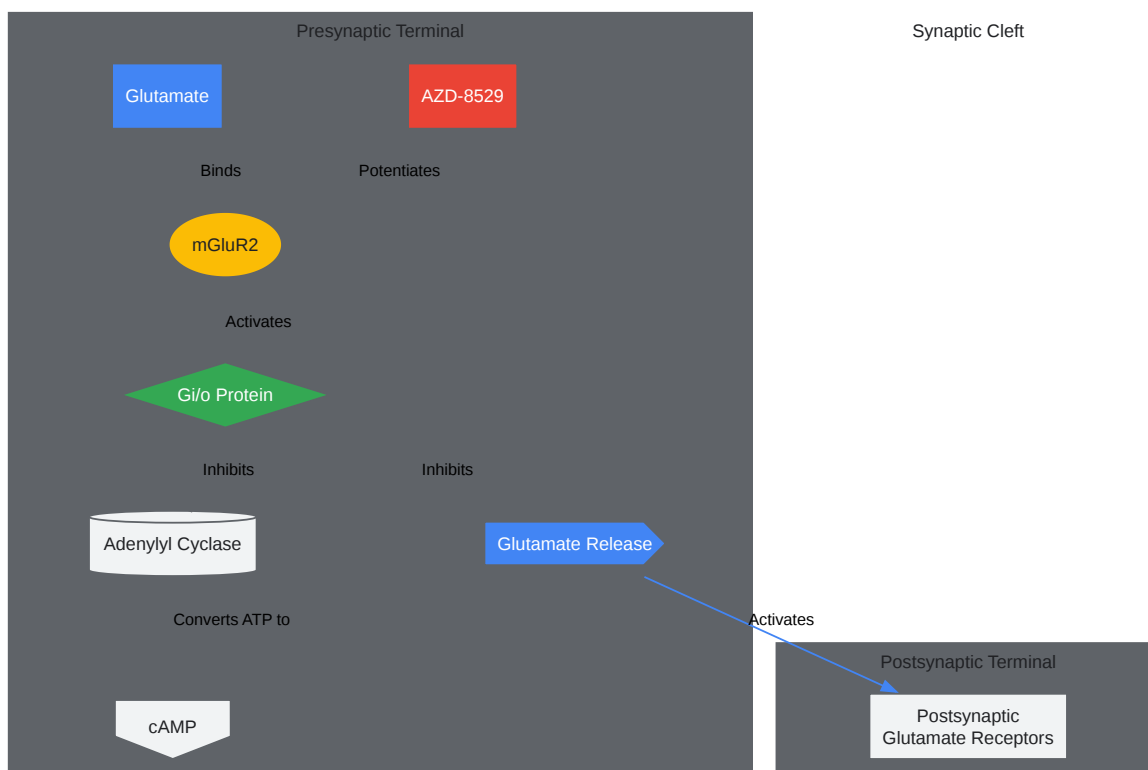 Presynaptic Terminal
Synaptic Cleft
Glutamate
AZD-8529
Binds
Potentiates
mGluR2
Activates
Gi/o Protein
Inhibits
Inhibits
Adenylyl Cyclase
Glutamate Release
Converts ATP to
Activates
Postsynaptic Terminal
cAMP
Postsynaptic
Glutamate Receptors